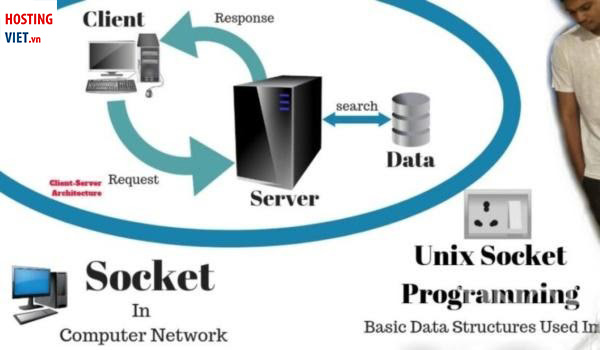 HOSTING
VIET.vn
Client
Response
search
Data
Server
Request
Client-Server
Architecture
Socket
In
Computer Network
Unix Socket
Programming
Basic Data Structures Used In